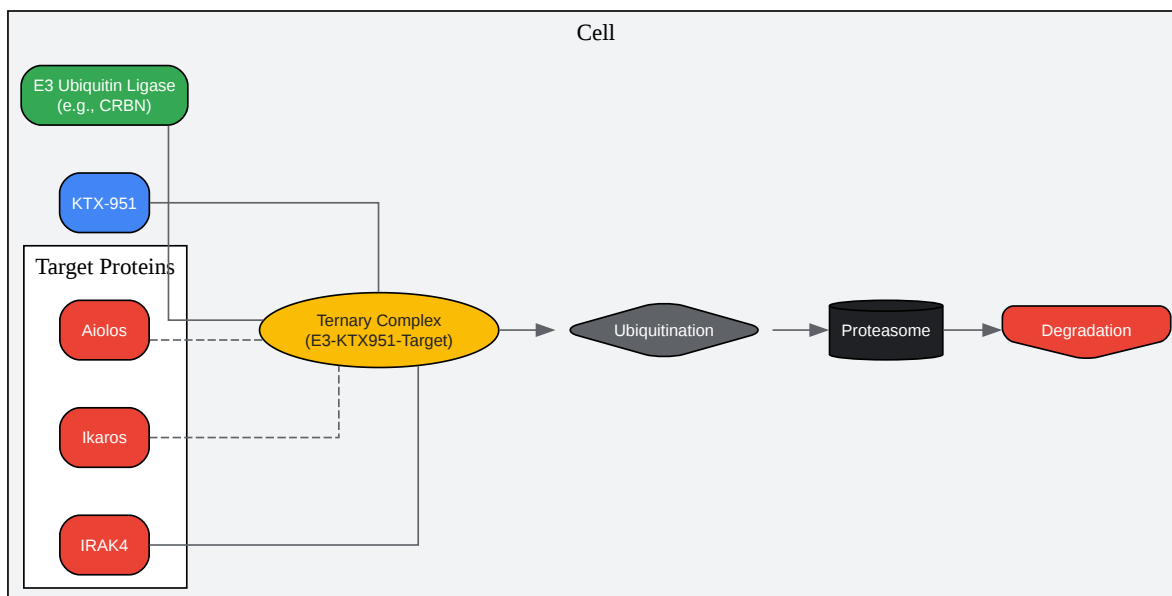 Cell
E3 Ubiquitin Ligase
(e.g., CRBN)
KTX-951
Target Proteins
Aiolos
Ternary Complex
(E3-KTX951-Target)
Ubiquitination
Proteasome
Degradation
Ikaros
IRAK4